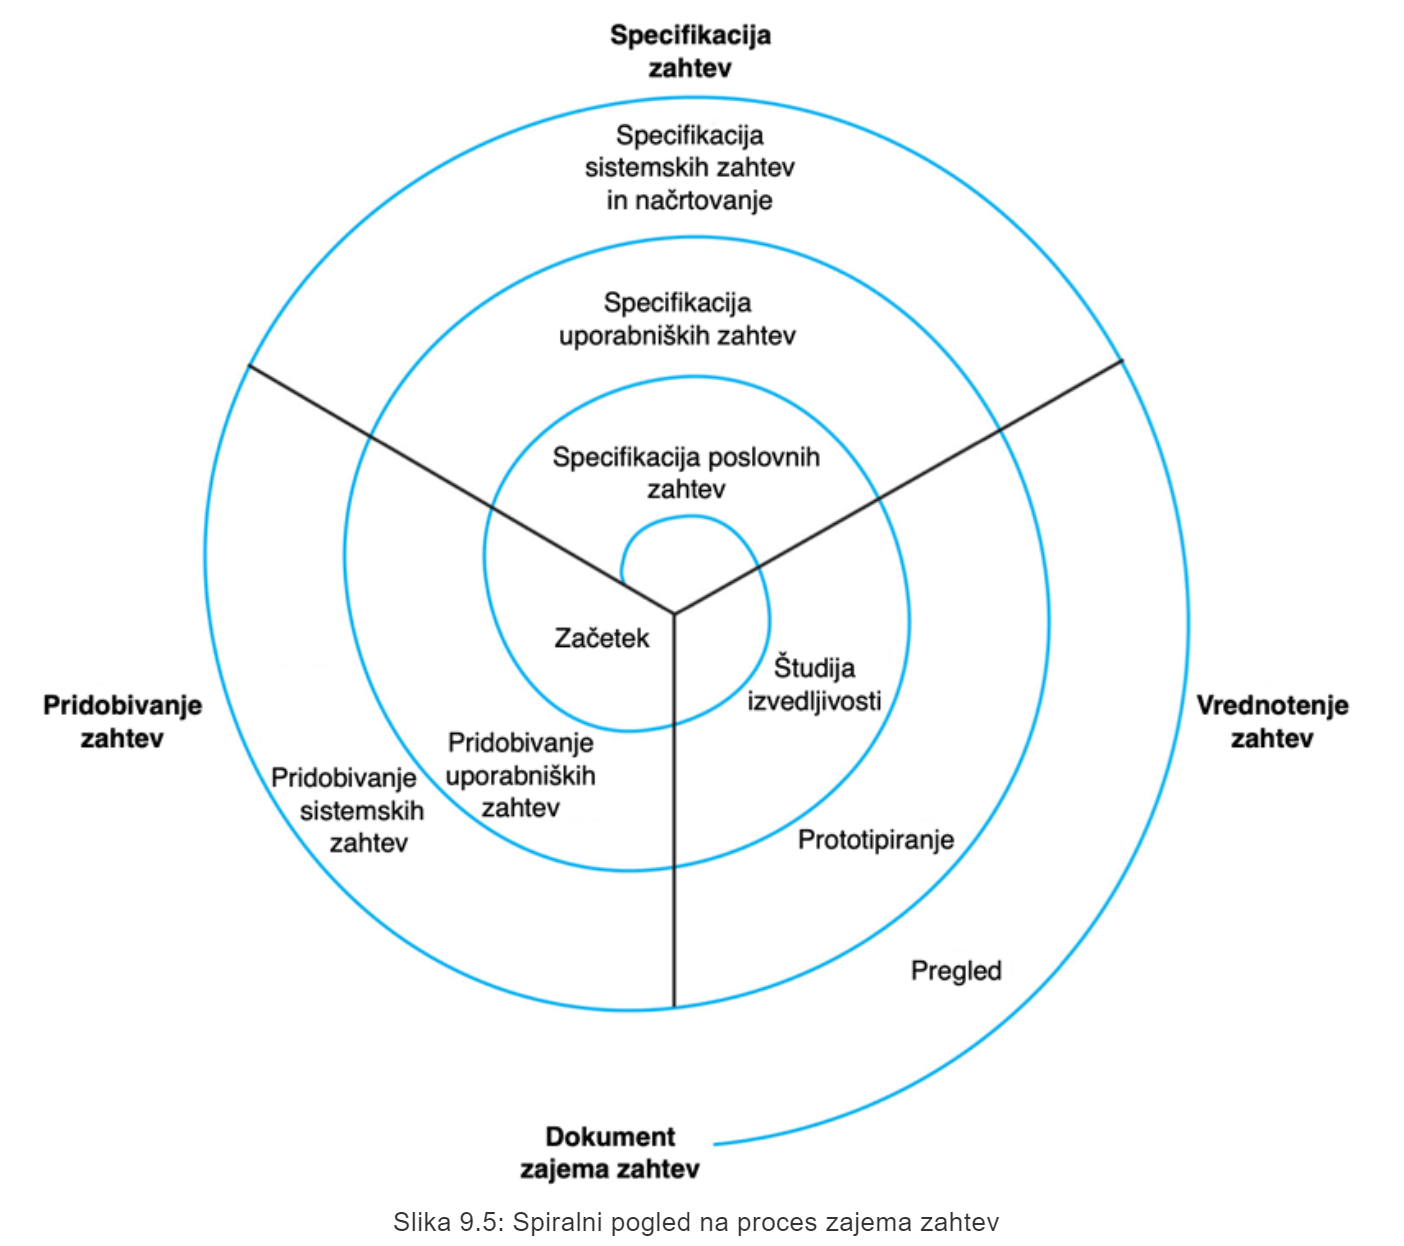 Specifikacija
zahtev
Specifikacija
sistemskih zahtev
in načrtovanje
Specifikacija
uporabniških zahtev
Specifikacija poslovnih
zahtev
Začetek
Študija
izvedljivosti
Pridobivanje
zahtev
Vrednotenje
zahtev
Pridobivanje
uporabniških
zahtev
Pridobivanje
sistemskih
zahtev
Prototipiranje
Pregled
Dokument
zajema zahtev
Slika 9.5: Spiralni pogled na proces zajema zahtev